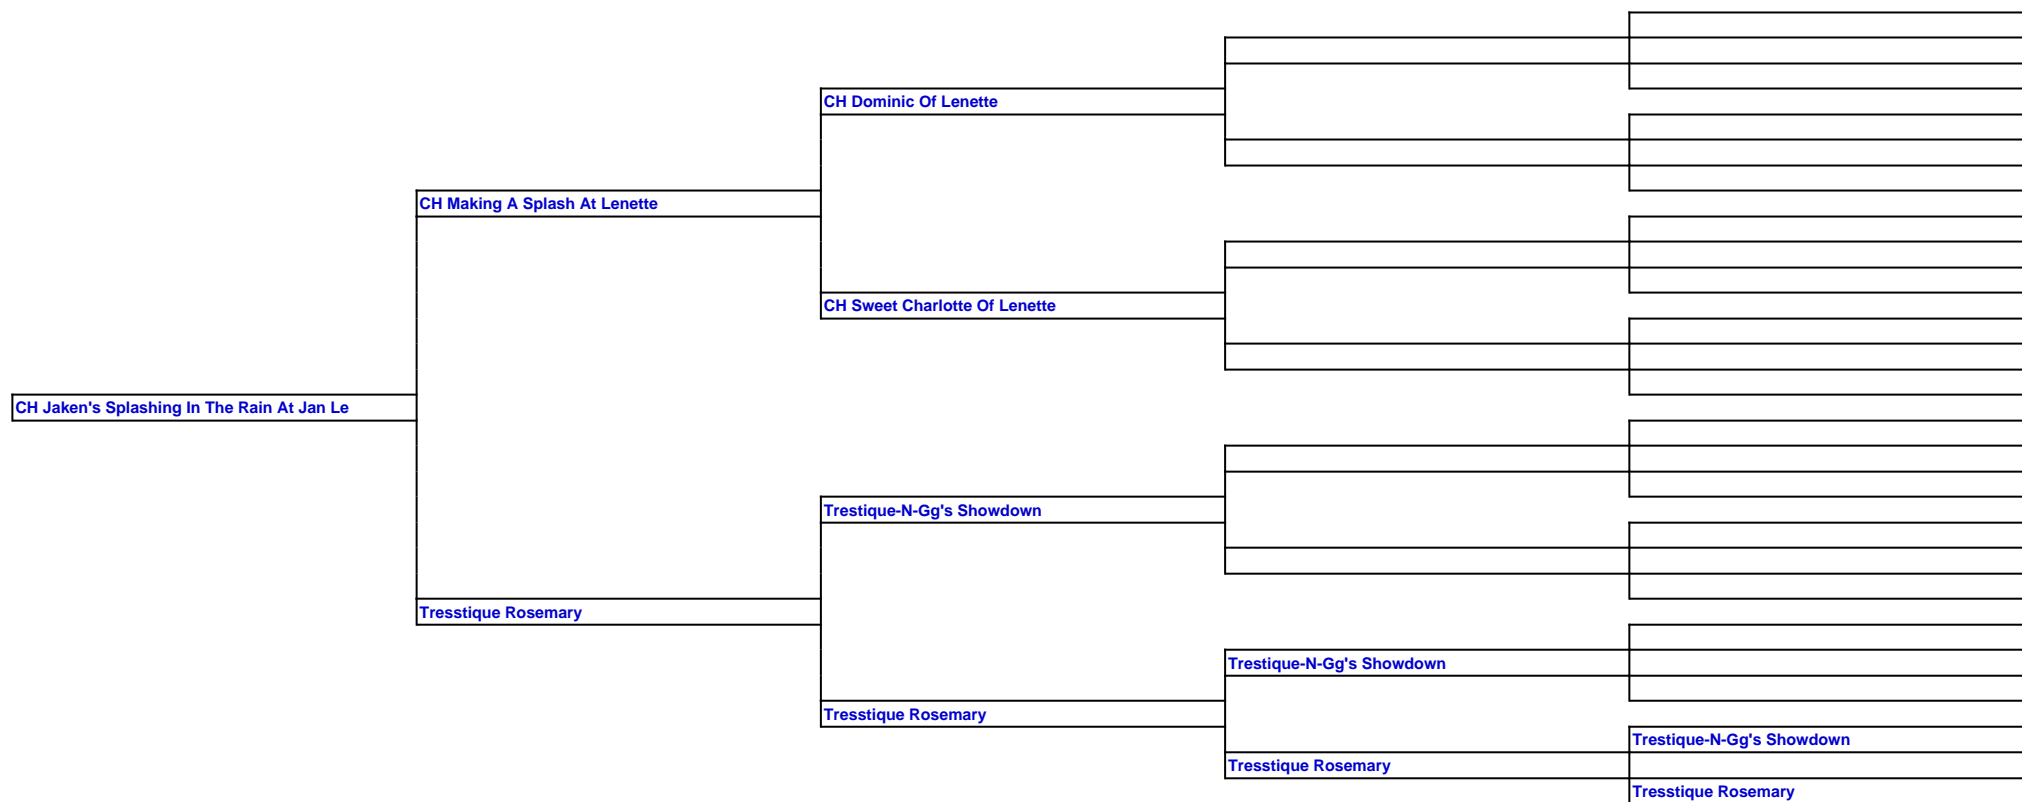 CH Dominic Of Lenette
CH Making A Splash At Lenette
CH Sweet Charlotte Of Lenette
CH Jaken's Splashing In The Rain At Jan Le
Trestique-N-Gg's Showdown
Tresstique Rosemary
Trestique-N-Gg's Showdown
Tresstique Rosemary
Trestique-N-Gg's Showdown
Tresstique Rosemary
Tresstique Rosemary